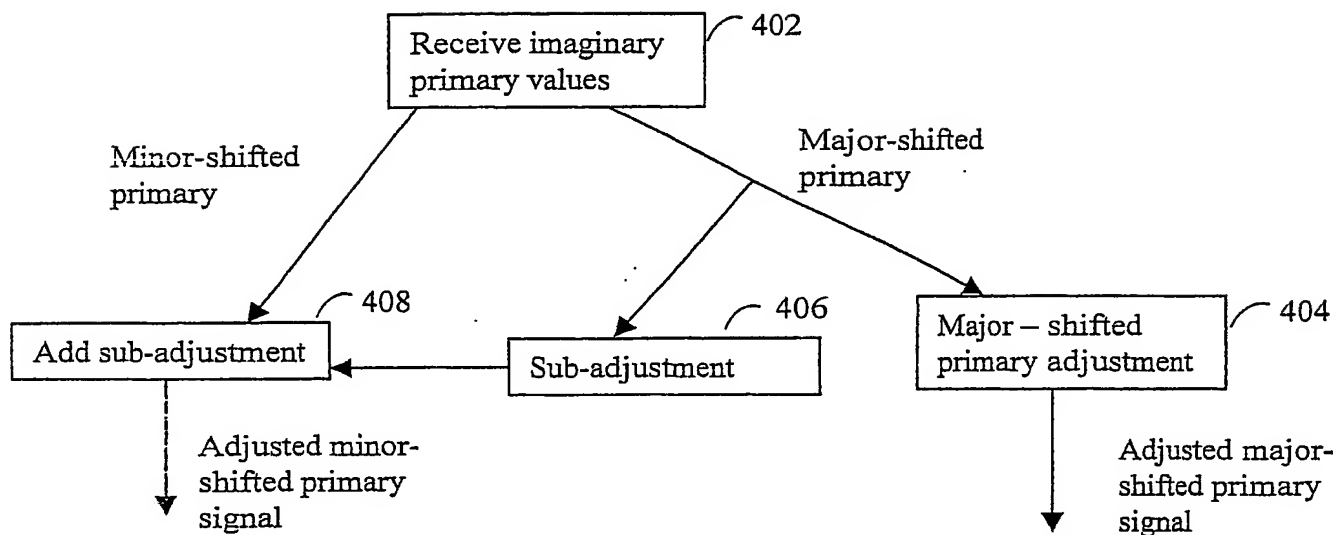 Receive imaginary
primary values
402
Minor-shifted
primary
Major-shifted
primary
408
406
404
Add sub-adjustment
Sub-adjustment
Major – shifted
primary adjustment
Adjusted minor-
shifted primary
signal
Adjusted major-
shifted primary
signal